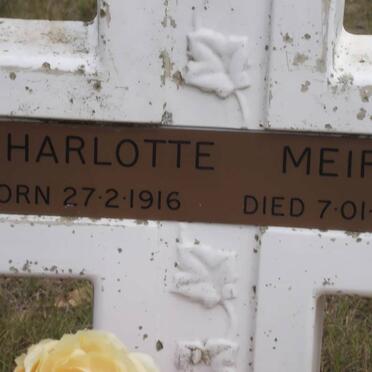 HARLOTTE MEI
ORN 27·2·1916 DIED 7·01